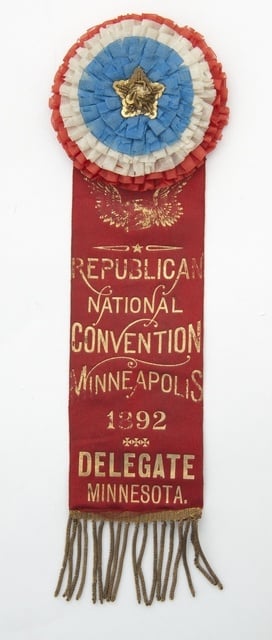 REPUBLICAN
NATIONAL
CONVENTION
MINNEAPOLIS
1892
DELEGATE
MINNESOTA.